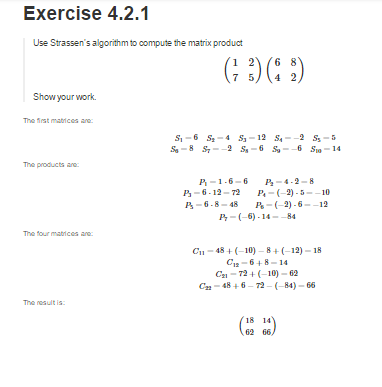 Exercise 4.2.1
Use Strassen's algorithm to compute the matrix product
(1 2
7 5) (6 8
4 2)
Show your work.
The first matrices are:
S₁ = 6 S₂ = 4 S₃ = 12 S₄ = −2 S₅ = 5
S₆ = 8 S₇ = −2 S₈ = 6 S₉ = −6 S₁₀ = 14
The products are:
P₁ = 1 · 6 = 6 P₂ = 4 · 2 = 8
P₃ = 6 · 12 = 72 P₄ = (−2) · 5 = −10
P₅ = 6 · 8 = 48 P₆ = (−2) · 6 = −12
P₇ = (−6) · 14 = −84
The four matrices are:
C₁₁ = 48 + (−10) − 8 + (−12) = 18
C₁₂ = 6 + 8 = 14
C₂₁ = 72 + (−10) = 62
C₂₂ = 48 + 6 − 72 − (−84) = 66
The result is:
(18 14
62 66)